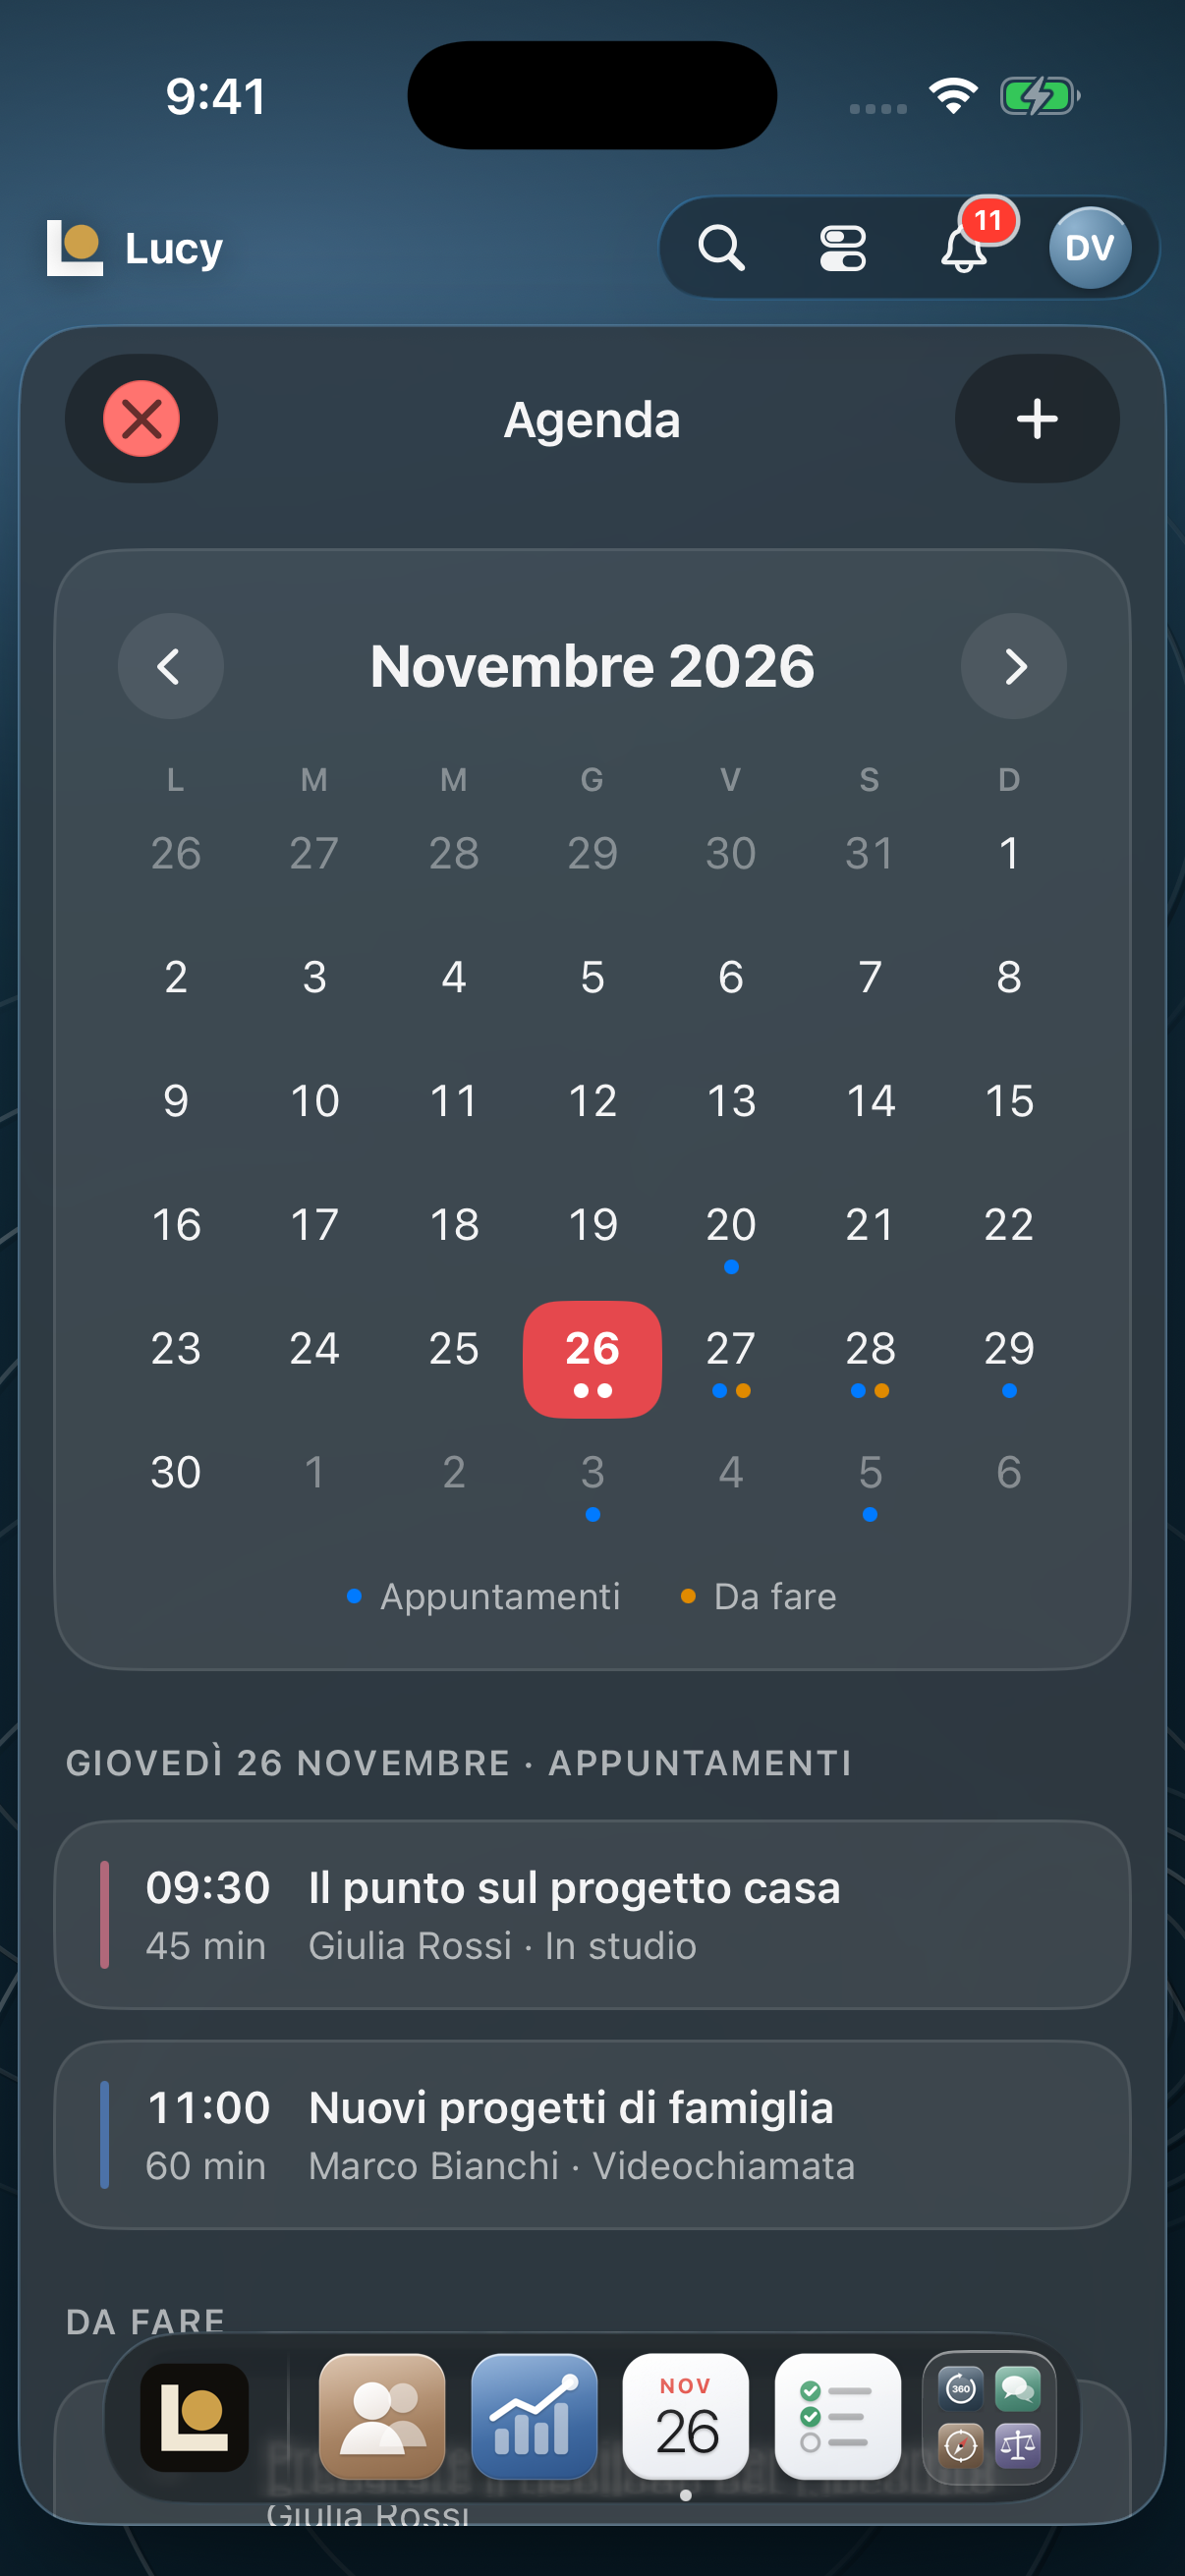 9:41
Lucy
11
DV
Agenda
Novembre 2026
L M M G V S D
26 27 28 29 30 31 1
2 3 4 5 6 7 8
9 10 11 12 13 14 15
16 17 18 19 20 21 22
23 24 25 26 27 28 29
30 1 2 3 4 5 6
Appuntamenti Da fare
GIOVEDÌ 26 NOVEMBRE · APPUNTAMENTI
09:30 Il punto sul progetto casa
45 min Giulia Rossi · In studio
11:00 Nuovi progetti di famiglia
60 min Marco Bianchi · Videochiamata
DA FARE
NOV
26
360
Giulia Rossi